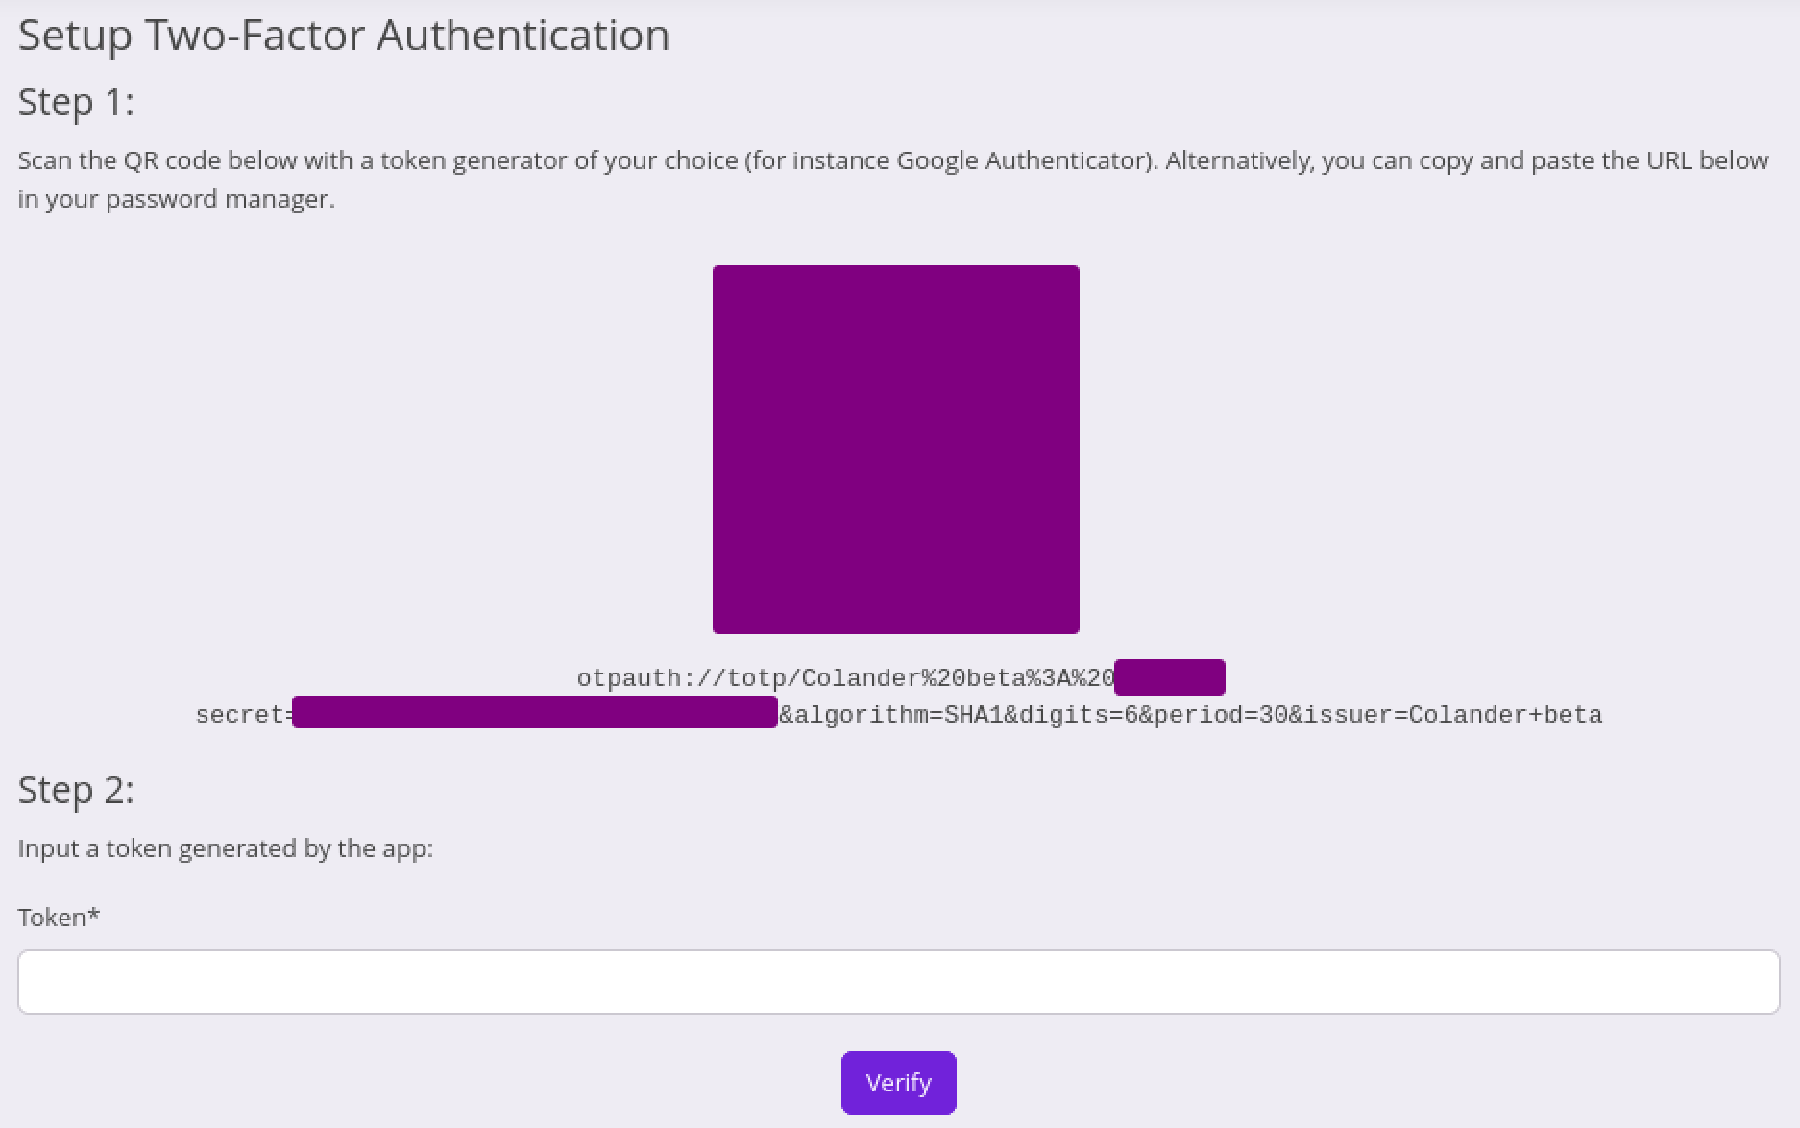 Setup Two-Factor Authentication
Step 1:
Scan the QR code below with a token generator of your choice (for instance Google Authenticator). Alternatively, you can copy and paste the URL below
in your password manager.
otpauth://totp/Colander%20beta%3A%20
secret=&algorithm=SHA1&digits=6&period=30&issuer=Colander+beta
Step 2:
Input a token generated by the app:
Token*
Verify